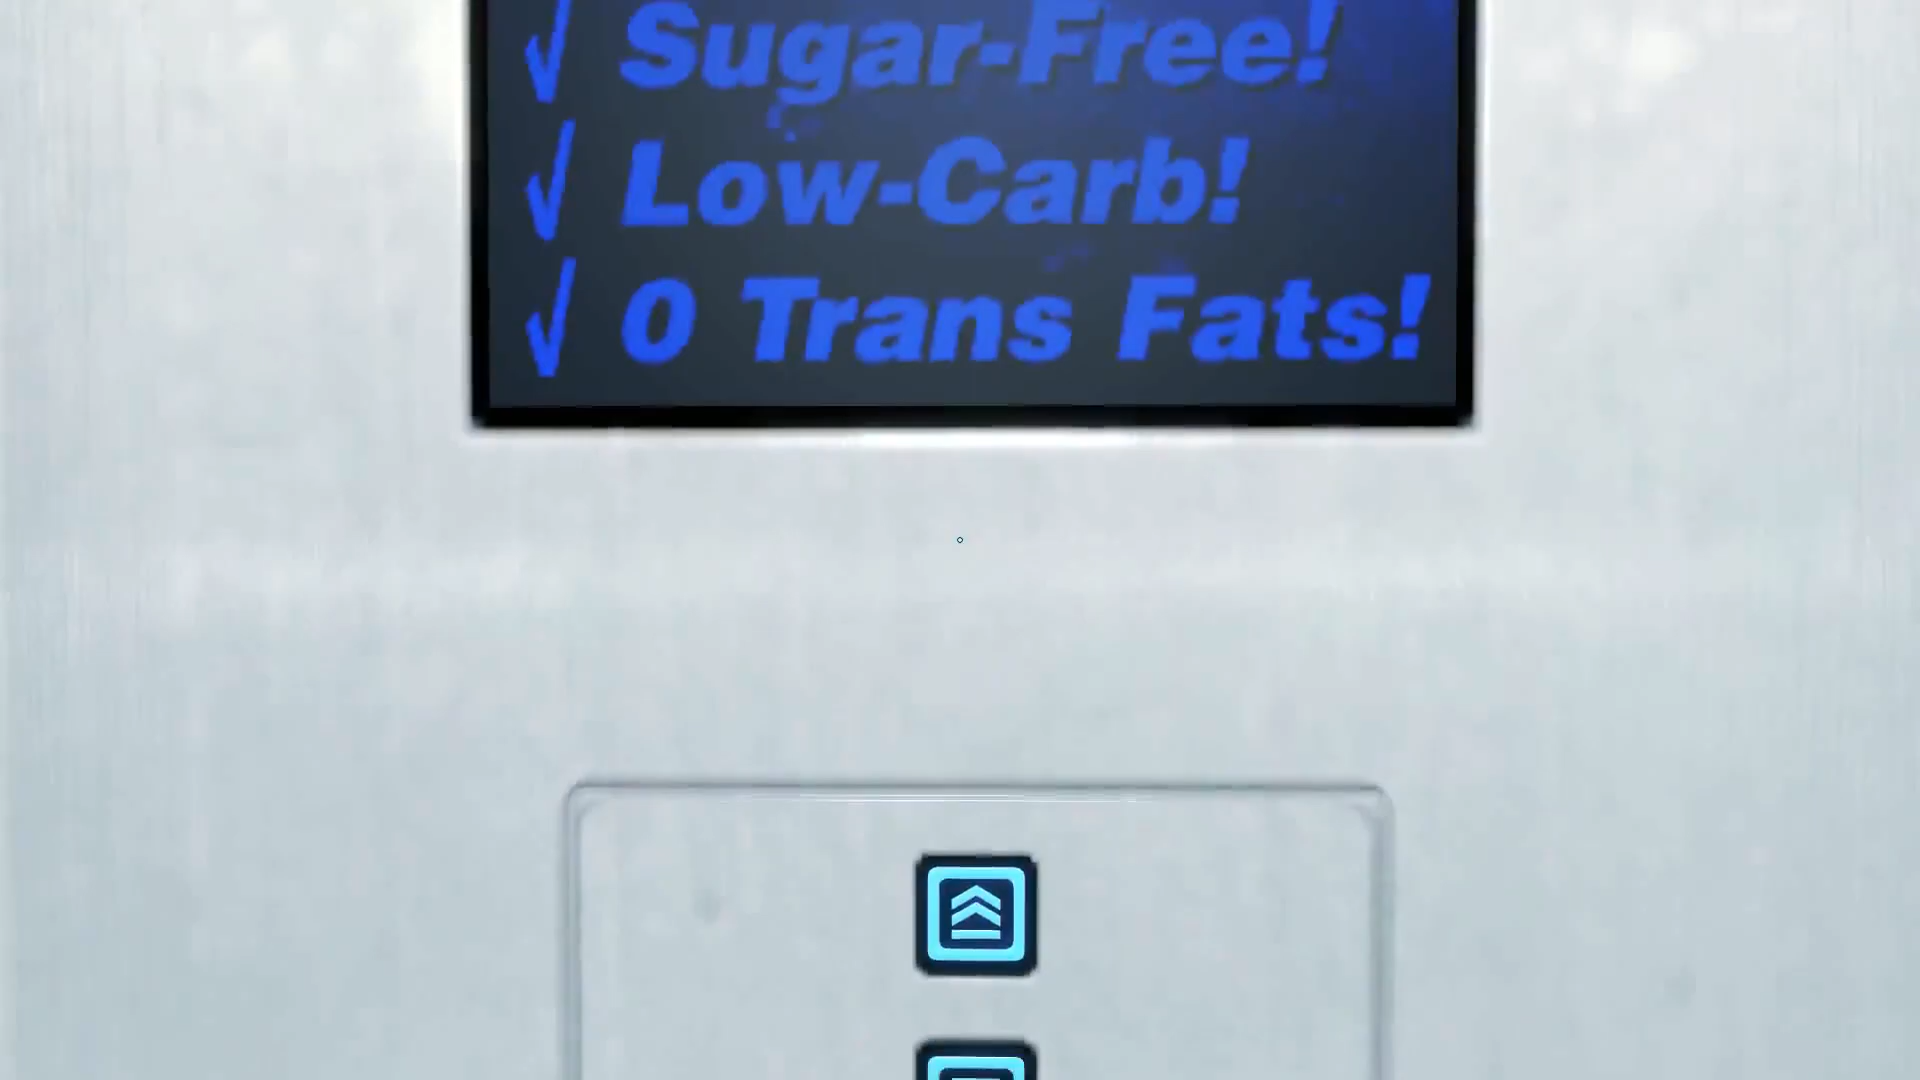 √ Sugar-Free!
√ Low-Carb!
√ 0 Trans Fats!